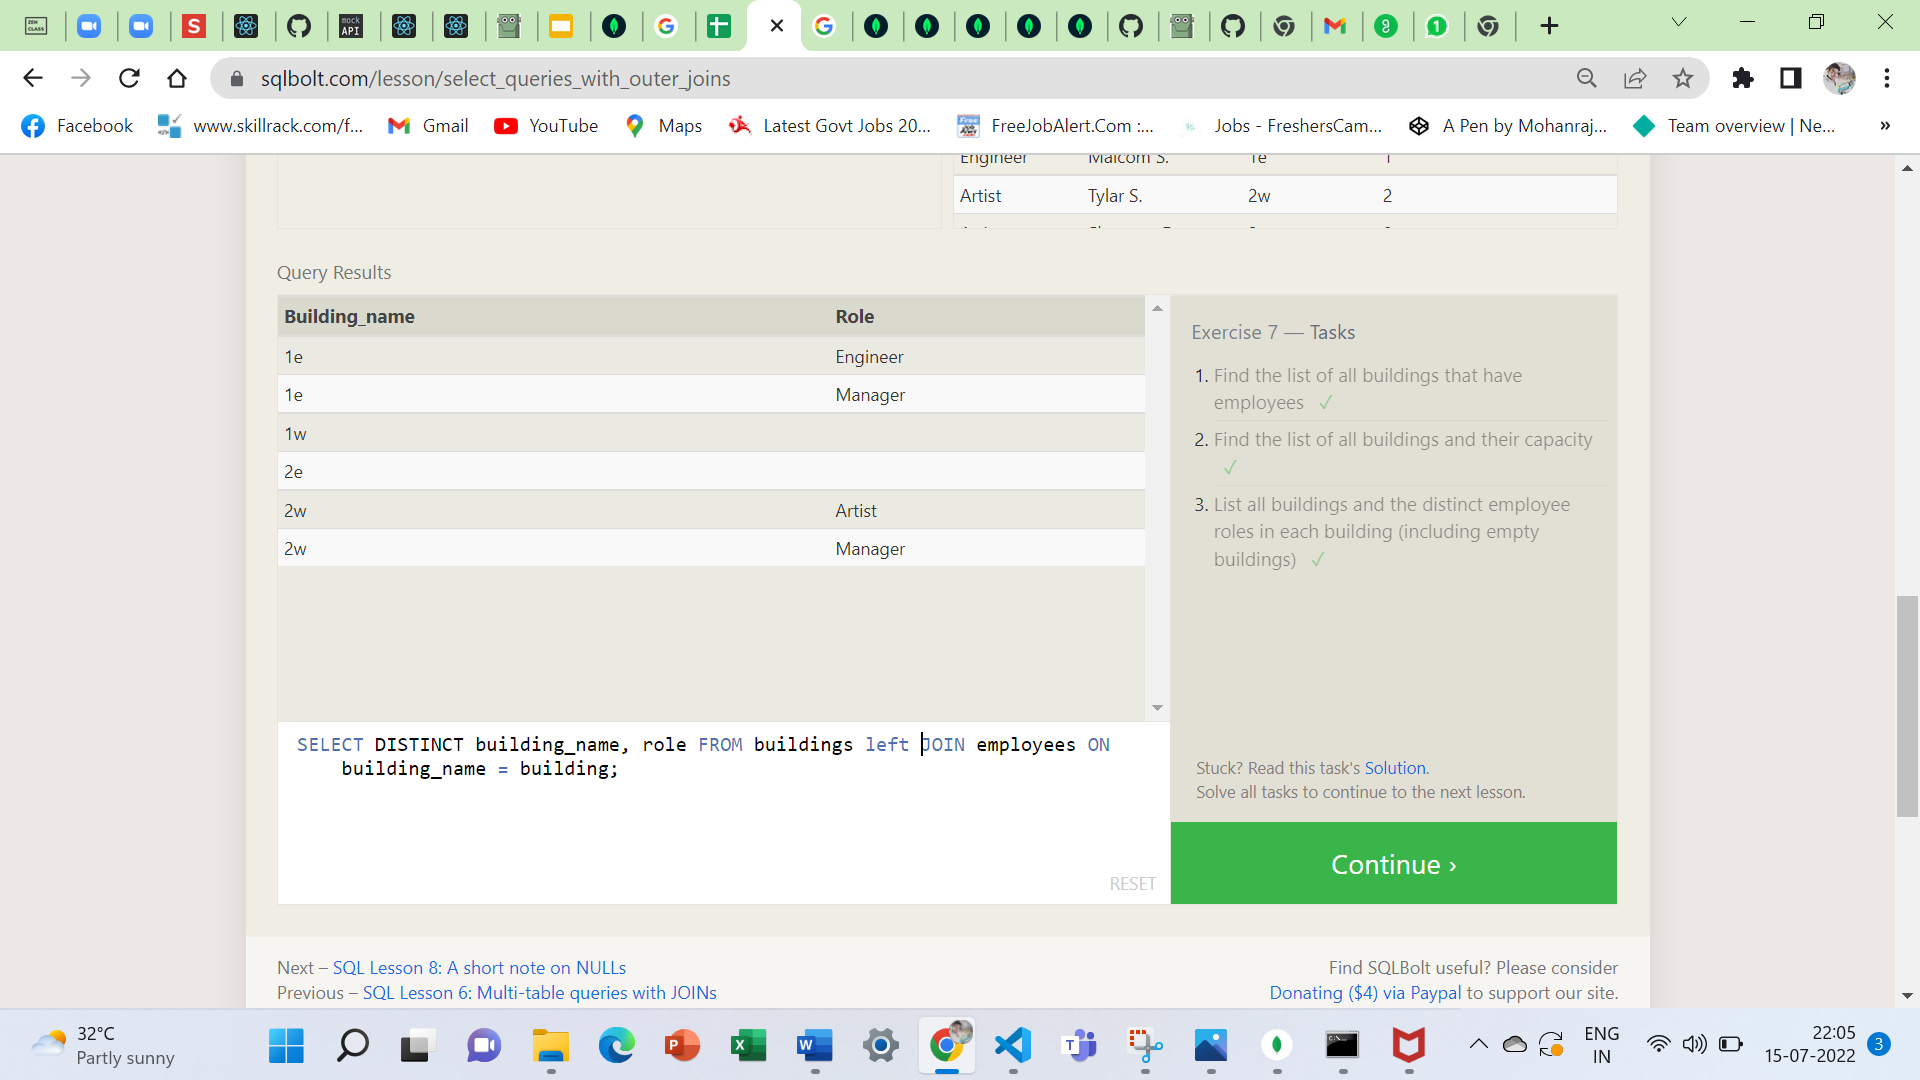 ZEN
CLASS
S
mock
API
8
1
sqlbolt.com/lesson/select_queries_with_outer_joins
Facebook
www.skillrack.com/f...
Gmail
YouTube
Maps
Latest Govt Jobs 20...
FreeJobAlert.Com :...
Jobs - FreshersCam...
A Pen by Mohanraj...
Team overview | Ne...
»
Engineer Malcom S. 1e 1
Artist Tylar S. 2w 2
Query Results
Building_name Role
1e Engineer
1e Manager
1w
2e
2w Artist
2w Manager
Exercise 7 — Tasks
1. Find the list of all buildings that have
employees ✓
2. Find the list of all buildings and their capacity
✓
3. List all buildings and the distinct employee
roles in each building (including empty
buildings) ✓
SELECT DISTINCT building_name, role FROM buildings left JOIN employees ON
building_name = building;
RESET
Stuck? Read this task's Solution.
Solve all tasks to continue to the next lesson.
Continue ›
Next – SQL Lesson 8: A short note on NULLs
Previous – SQL Lesson 6: Multi-table queries with JOINs
Find SQLBolt useful? Please consider
Donating ($4) via Paypal to support our site.
32°C
Partly sunny
ENG
IN
22:05
15-07-2022
3